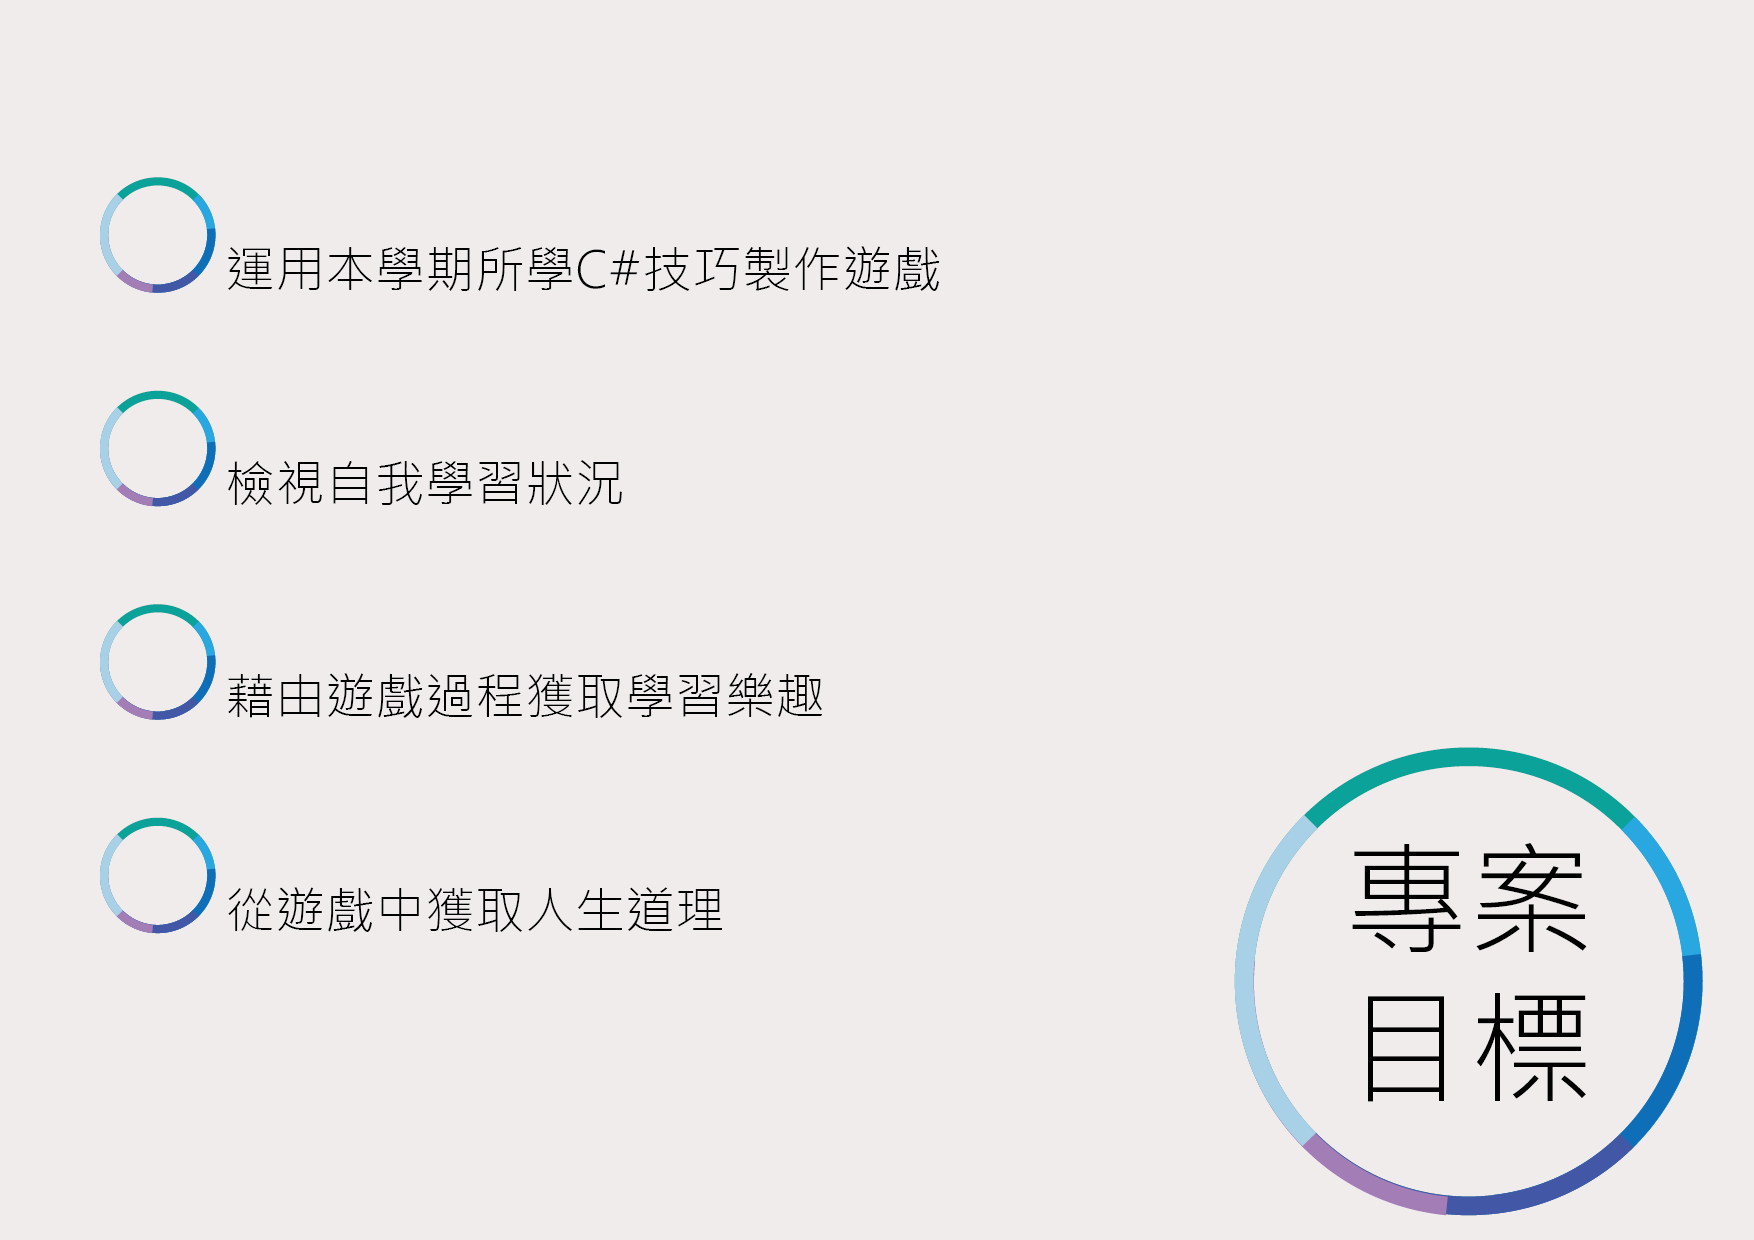 運用本學期所學C#技巧製作遊戲
檢視自我學習狀況
藉由遊戲過程獲取學習樂趣
從遊戲中獲取人生道理
專案
目標